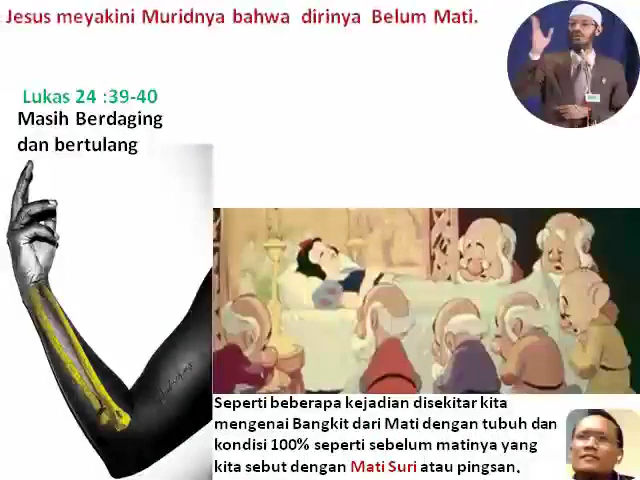 Jesus meyakini Muridnya bahwa dirinya Belum Mati.
Lukas 24 :39-40
Masih Berdaging
dan bertulang
Seperti beberapa kejadian disekitar kita
mengenai Bangkit dari Mati dengan tubuh dan
kondisi 100% seperti sebelum matinya yang
kita sebut dengan Mati Suri atau pingsan.